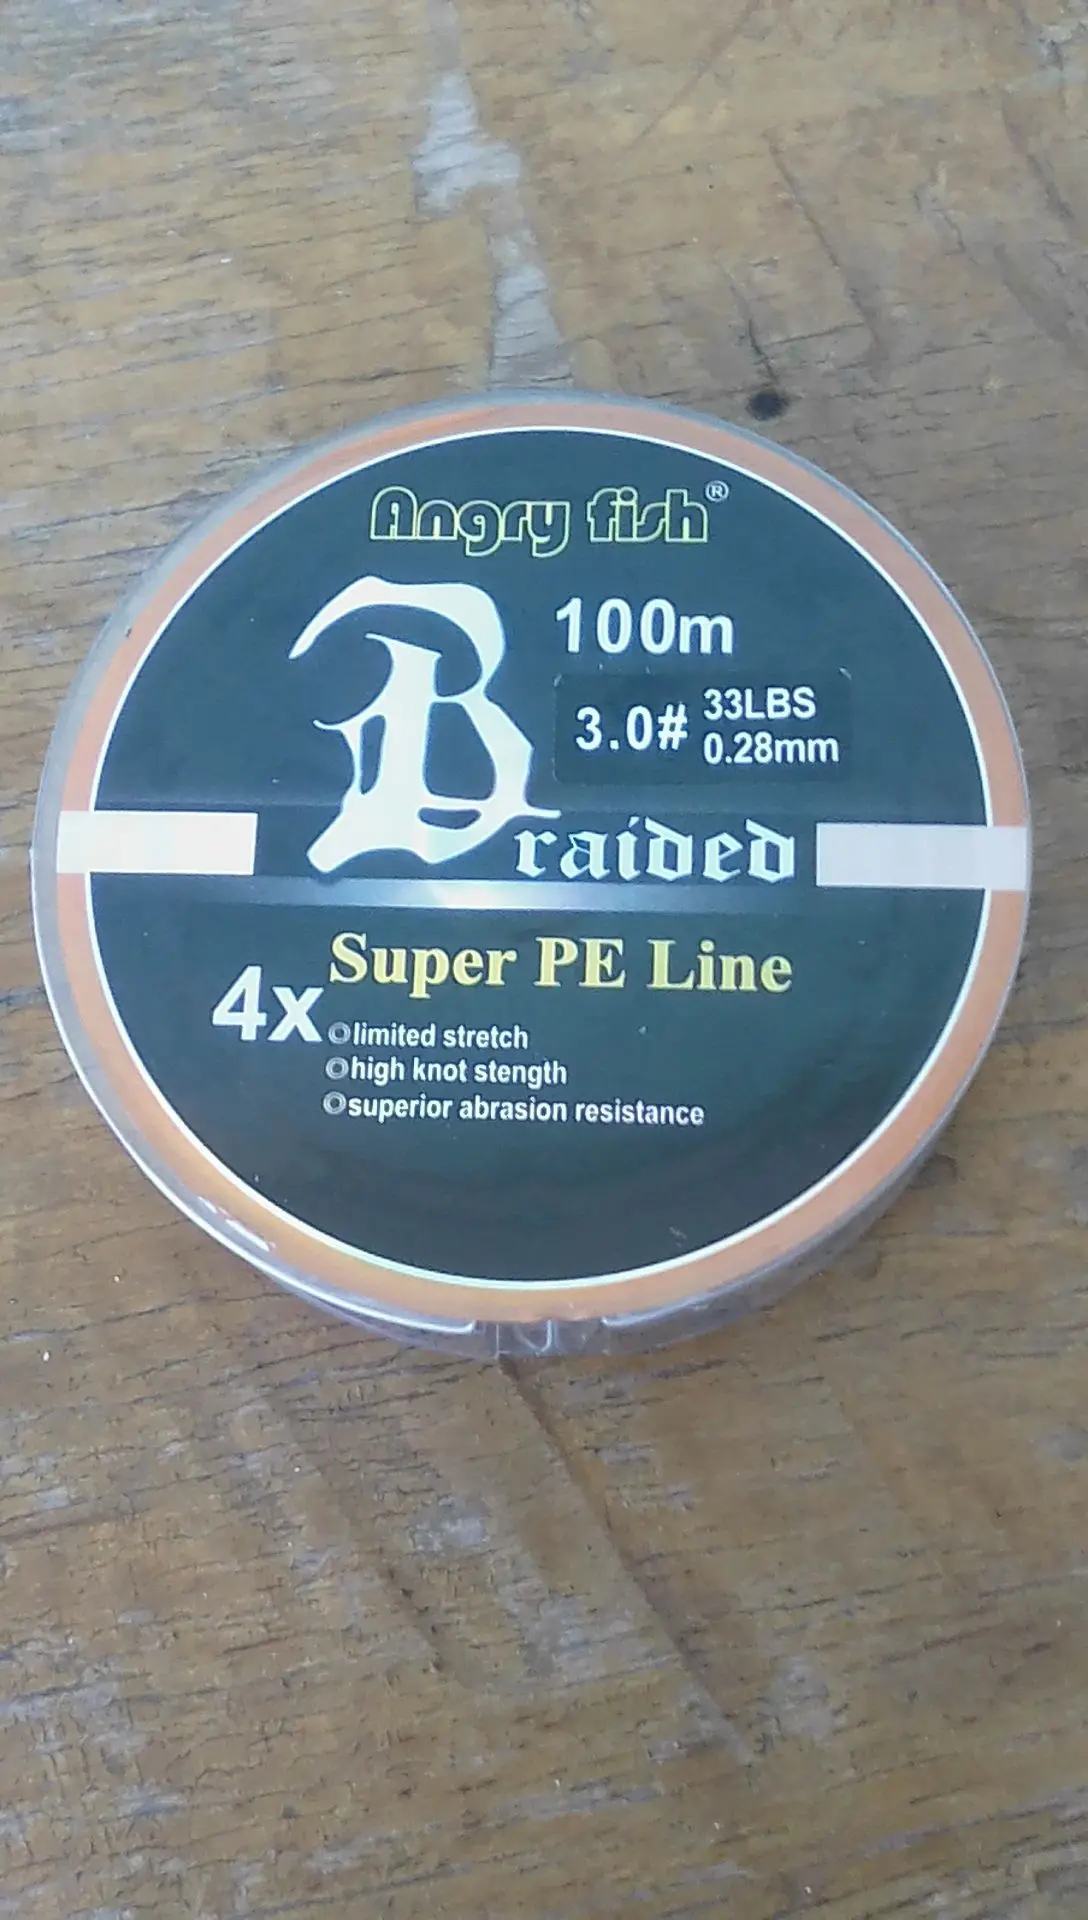 Angry fish®
100m
3.0# 33LBS
0.28mm
Braided
Super PE Line
4x
limited stretch
high knot stength
superior abrasion resistance